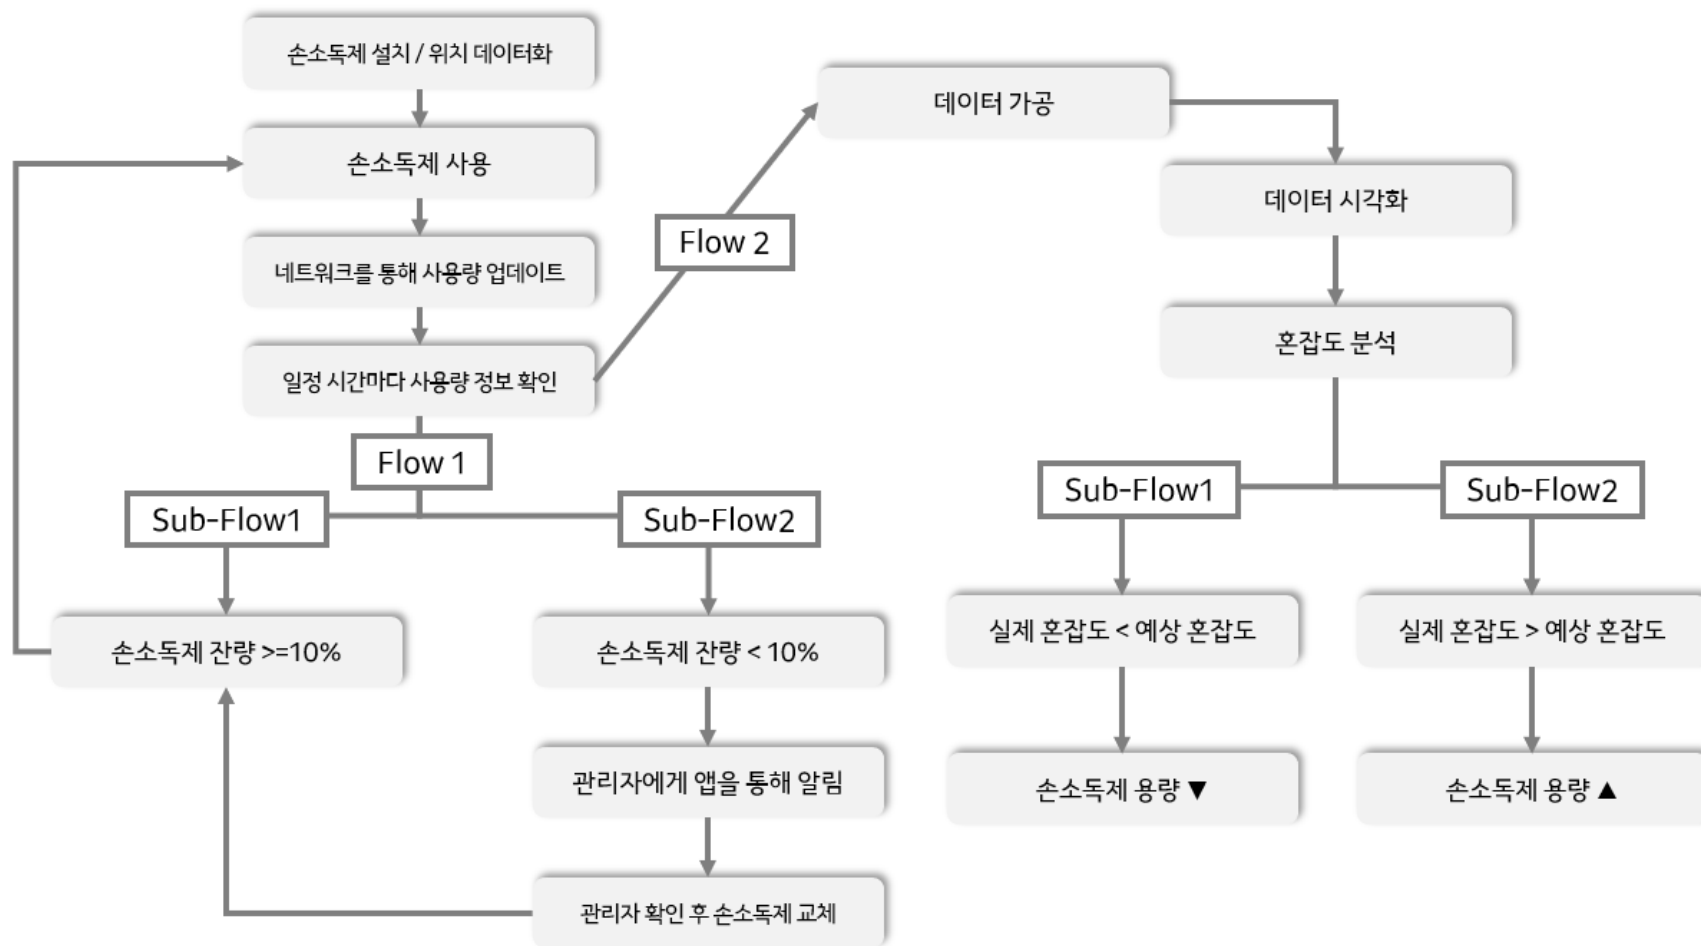 손소독제 설치 / 위치 데이터화
손소독제 사용
네트워크를 통해 사용량 업데이트
일정 시간마다 사용량 정보 확인
Flow 1
Sub-Flow1
Sub-Flow2
손소독제 잔량 >=10%
손소독제 잔량 < 10%
관리자에게 앱을 통해 알림
관리자 확인 후 손소독제 교체
Flow 2
데이터 가공
데이터 시각화
혼잡도 분석
Sub-Flow1
Sub-Flow2
실제 혼잡도 < 예상 혼잡도
실제 혼잡도 > 예상 혼잡도
손소독제 용량 ▼
손소독제 용량 ▲